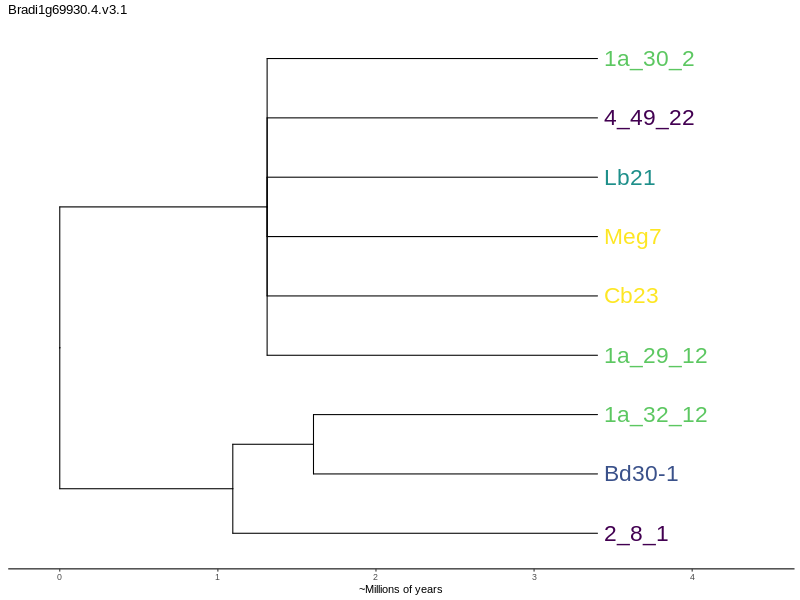 Bradi1g69930.4.v3.1
1a_30_2
4_49_22
Lb21
Meg7
Cb23
1a_29_12
1a_32_12
Bd30-1
2_8_1
0 1 2 3 4
~Millions of years